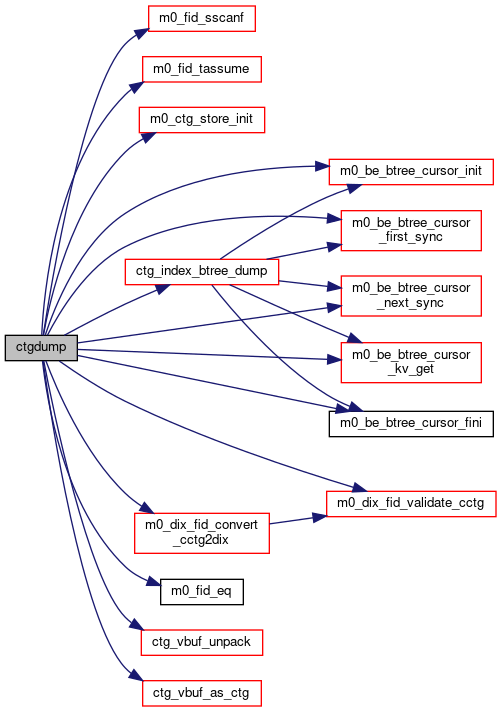 m0_fid_sscanf
m0_fid_tassume
m0_ctg_store_init
m0_be_btree_cursor_init
m0_be_btree_cursor
_first_sync
ctg_index_btree_dump
m0_be_btree_cursor
_next_sync
ctgdump
m0_be_btree_cursor
_kv_get
m0_be_btree_cursor_fini
m0_dix_fid_validate_cctg
m0_dix_fid_convert
_cctg2dix
m0_fid_eq
ctg_vbuf_unpack
ctg_vbuf_as_ctg